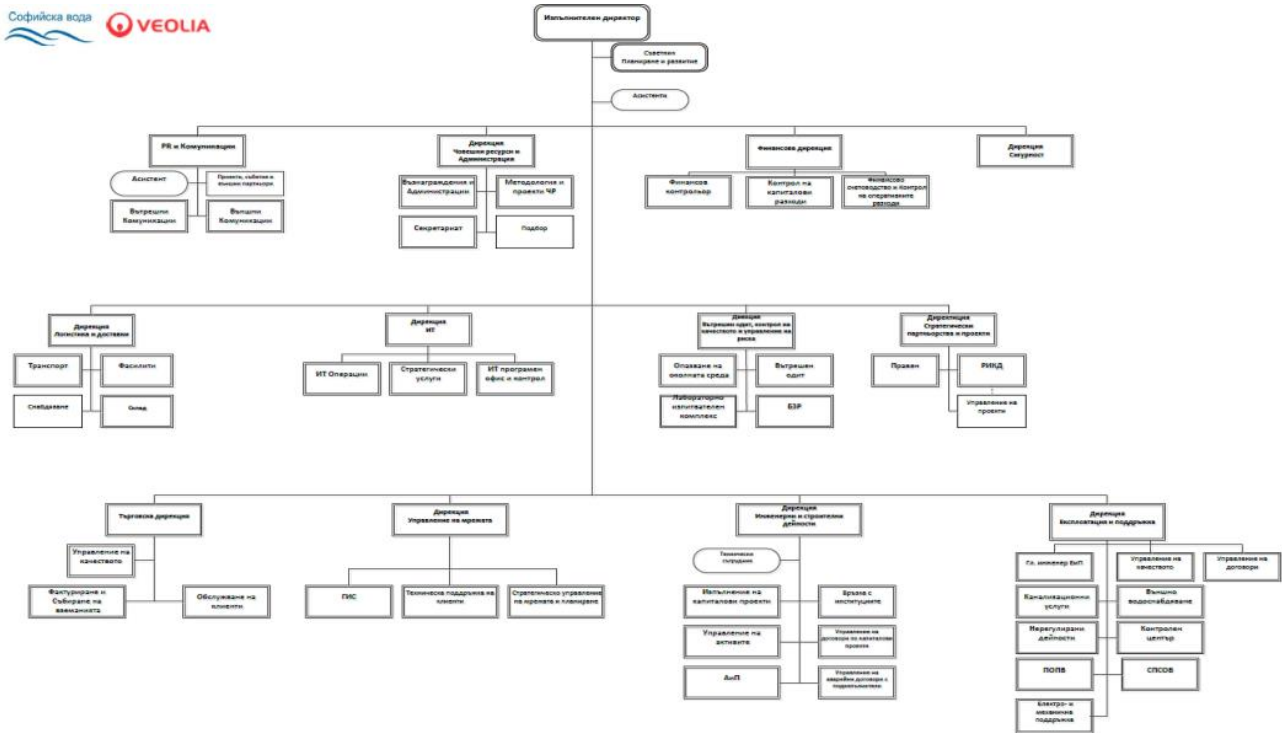 Софийска вода
VEOLIA
Изпълнителен директор
Съветник
Планиране и развитие
Асистенти
PR и Комуникации
Дирекция
Човешки ресурси и
Администрация
Финансова дирекция
Дирекция
Сигурност
Асистент
Проекти, събития и
външни партньори
Вътрешни
Комуникации
Външни
Комуникации
Възнаграждения и
Администрации
Методология и
проекти ЧР
Секретариат
Подбор
Финансов
контрольор
Контрол на
капиталови
разходи
Финансово
счетоводство и Контрол
на оперативните
разходи
Дирекция
Логистика и доставки
Дирекция
ИТ
Вътрешен одит, контрол на
качеството и управление на
риска
Стратегически
партньорства и проекти
Транспорт
Фасилити
Снабдяване
Склад
ИТ Операции
Стратегически
услуги
ИТ програмен
офис и контрол
Опазване на
околната среда
Вътрешен
одит
Лабораторно
изпитвателен
комплекс
БЗР
Правен
РИКД
Управление на
проекти
Търговска дирекция
Дирекция
Управление на мрежата
Дирекция
Инженерни и строителни
дейности
Дирекция
Експлоатация и поддръжка
Управление на
качеството
Фактуриране и
Събиране на
вземанията
Обслужване на
клиенти
ГИС
Техническа поддръжка на
клиенти
Стратегическо управление
на мрежата и планиране
Технически
сътрудник
Изпълнение на
капиталови проекти
Връзка с
институциите
Управление на
активите
Управление на
договори по капиталови
проекти
АиП
Управление на
аварийни договори с
подизпълнители
Гл. инженер ЕиП
Управление на
качеството
Управление на
договори
Канализационни
услуги
Външно
водоснабдяване
Нерегулирани
дейности
Контролен
център
ПОПВ
СПСОВ
Електро- и
механична
поддръжка